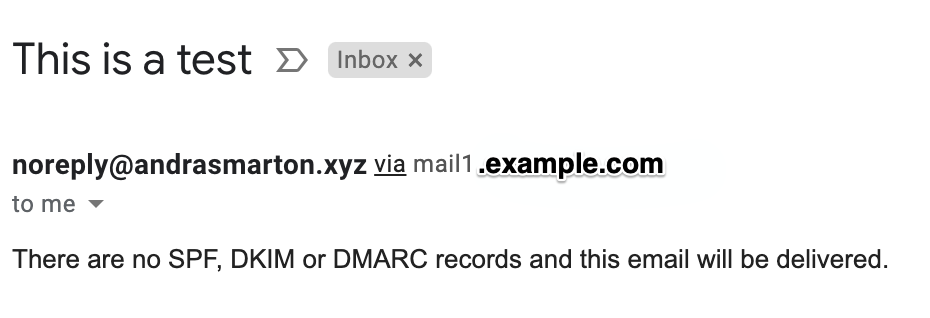 This is a test Inbox ×
noreply@andrasmarton.xyz via mail1.example.com
to me
There are no SPF, DKIM or DMARC records and this email will be delivered.